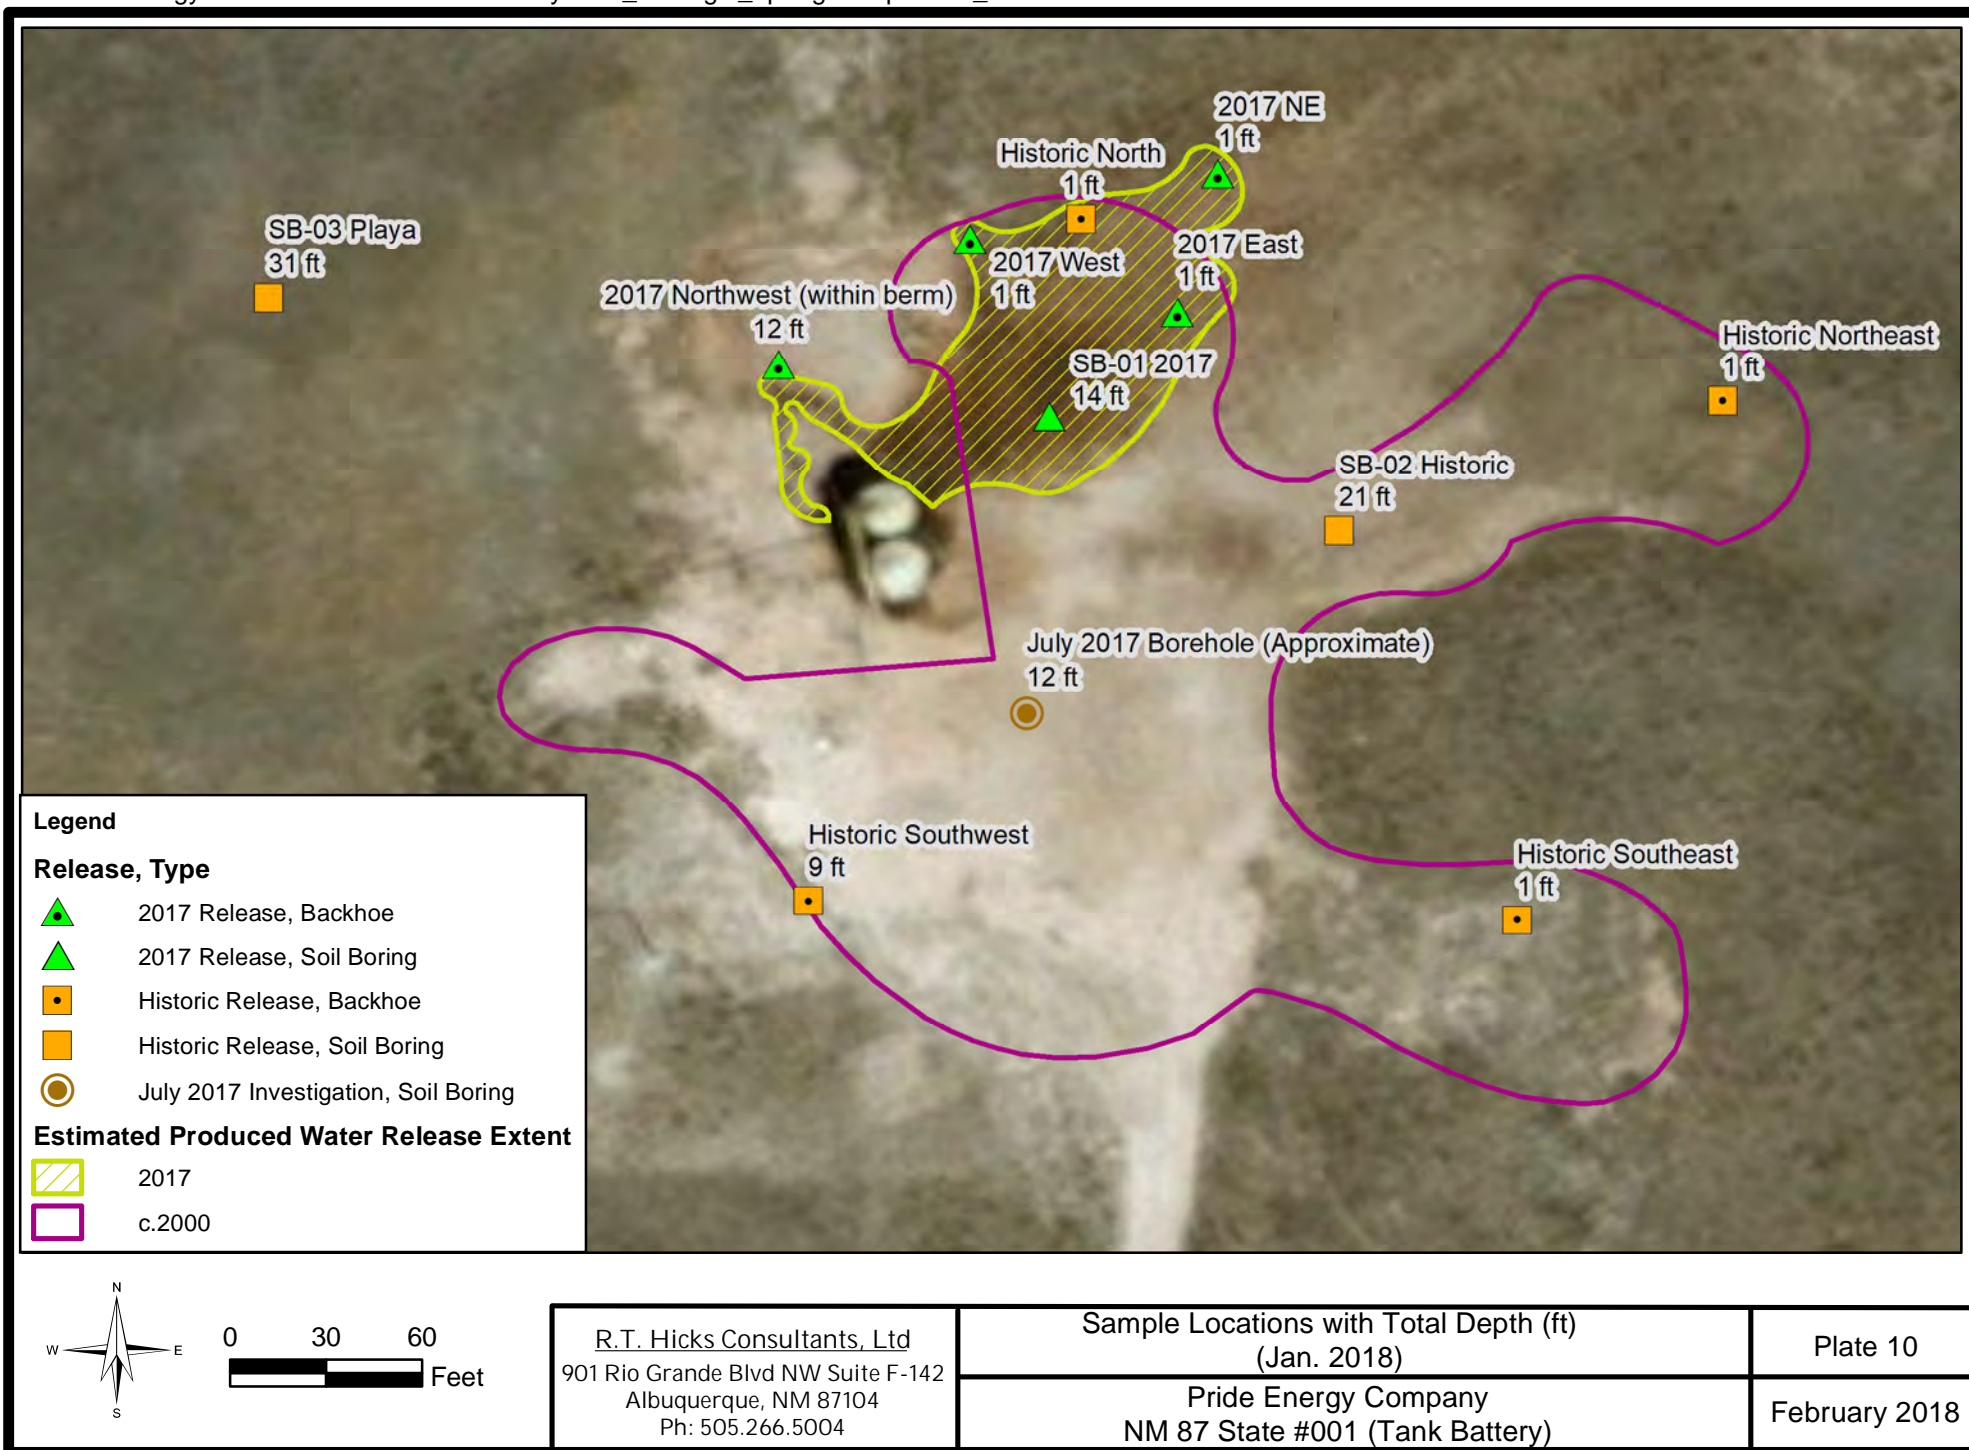 2017 NE
1 ft
Historic North
1 ft
SB-03 Playa
31 ft
2017 East
1 ft
2017 West
1 ft
2017 Northwest (within berm)
12 ft
Historic Northeast
1 ft
SB-01 2017
14 ft
SB-02 Historic
21 ft
July 2017 Borehole (Approximate)
12 ft
Historic Southwest
9 ft
Historic Southeast
1 ft
Legend
Release, Type
2017 Release, Backhoe
2017 Release, Soil Boring
Historic Release, Backhoe
Historic Release, Soil Boring
July 2017 Investigation, Soil Boring
Estimated Produced Water Release Extent
2017
c.2000
N
W
E
S
0 30 60
Feet
R.T. Hicks Consultants, Ltd
901 Rio Grande Blvd NW Suite F-142
Albuquerque, NM 87104
Ph: 505.266.5004
Sample Locations with Total Depth (ft)
(Jan. 2018)
Pride Energy Company
NM 87 State #001 (Tank Battery)
Plate 10
February 2018